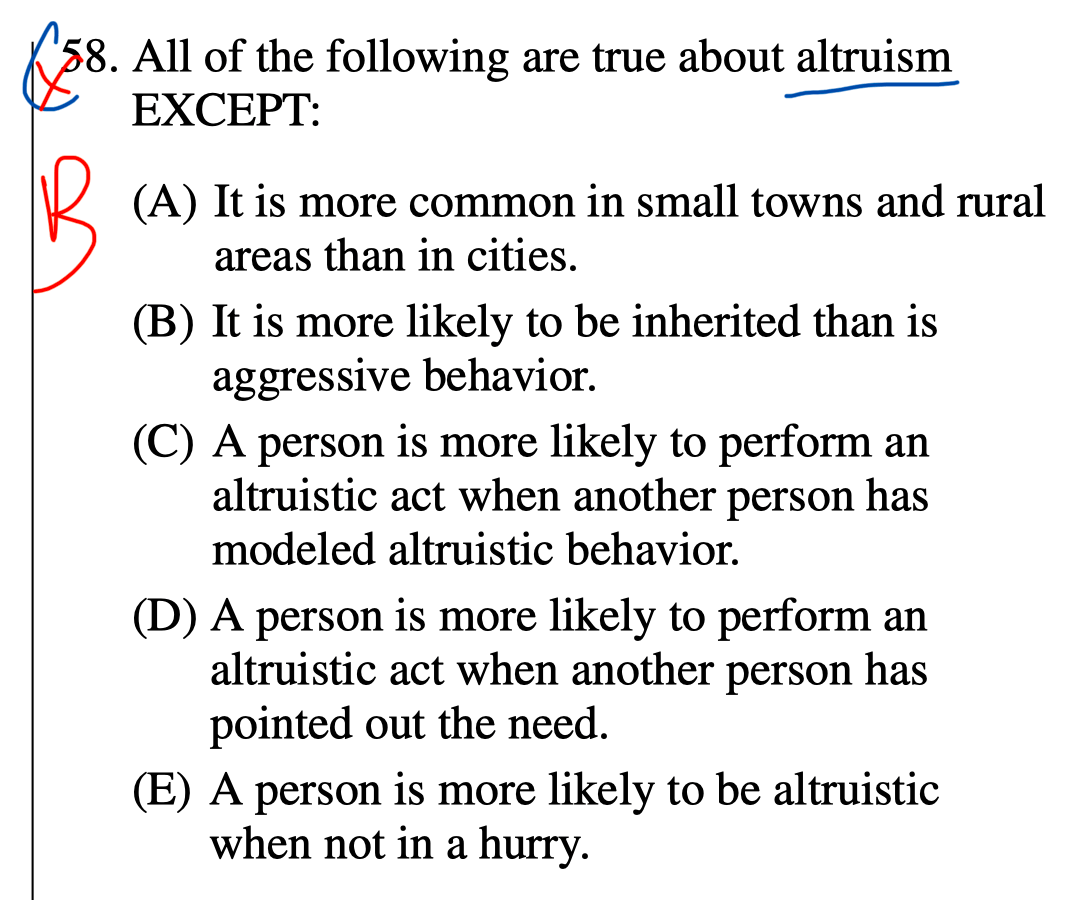 C
X
58. All of the following are true about altruism
EXCEPT:
B
(A) It is more common in small towns and rural
areas than in cities.
(B) It is more likely to be inherited than is
aggressive behavior.
(C) A person is more likely to perform an
altruistic act when another person has
modeled altruistic behavior.
(D) A person is more likely to perform an
altruistic act when another person has
pointed out the need.
(E) A person is more likely to be altruistic
when not in a hurry.